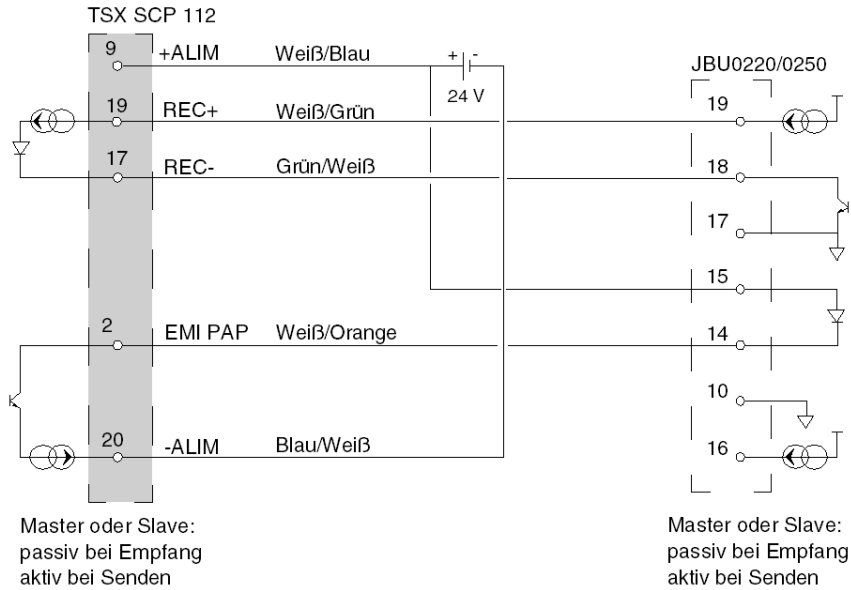 TSX SCP 112
9 +ALIM Weiß/Blau + -
24 V
JBU0220/0250
19 REC+ Weiß/Grün 19
17 REC- Grün/Weiß 18
17
15
2 EMI PAP Weiß/Orange 14
10
20 -ALIM Blau/Weiß 16
Master oder Slave:
passiv bei Empfang
aktiv bei Senden
Master oder Slave:
passiv bei Empfang
aktiv bei Senden